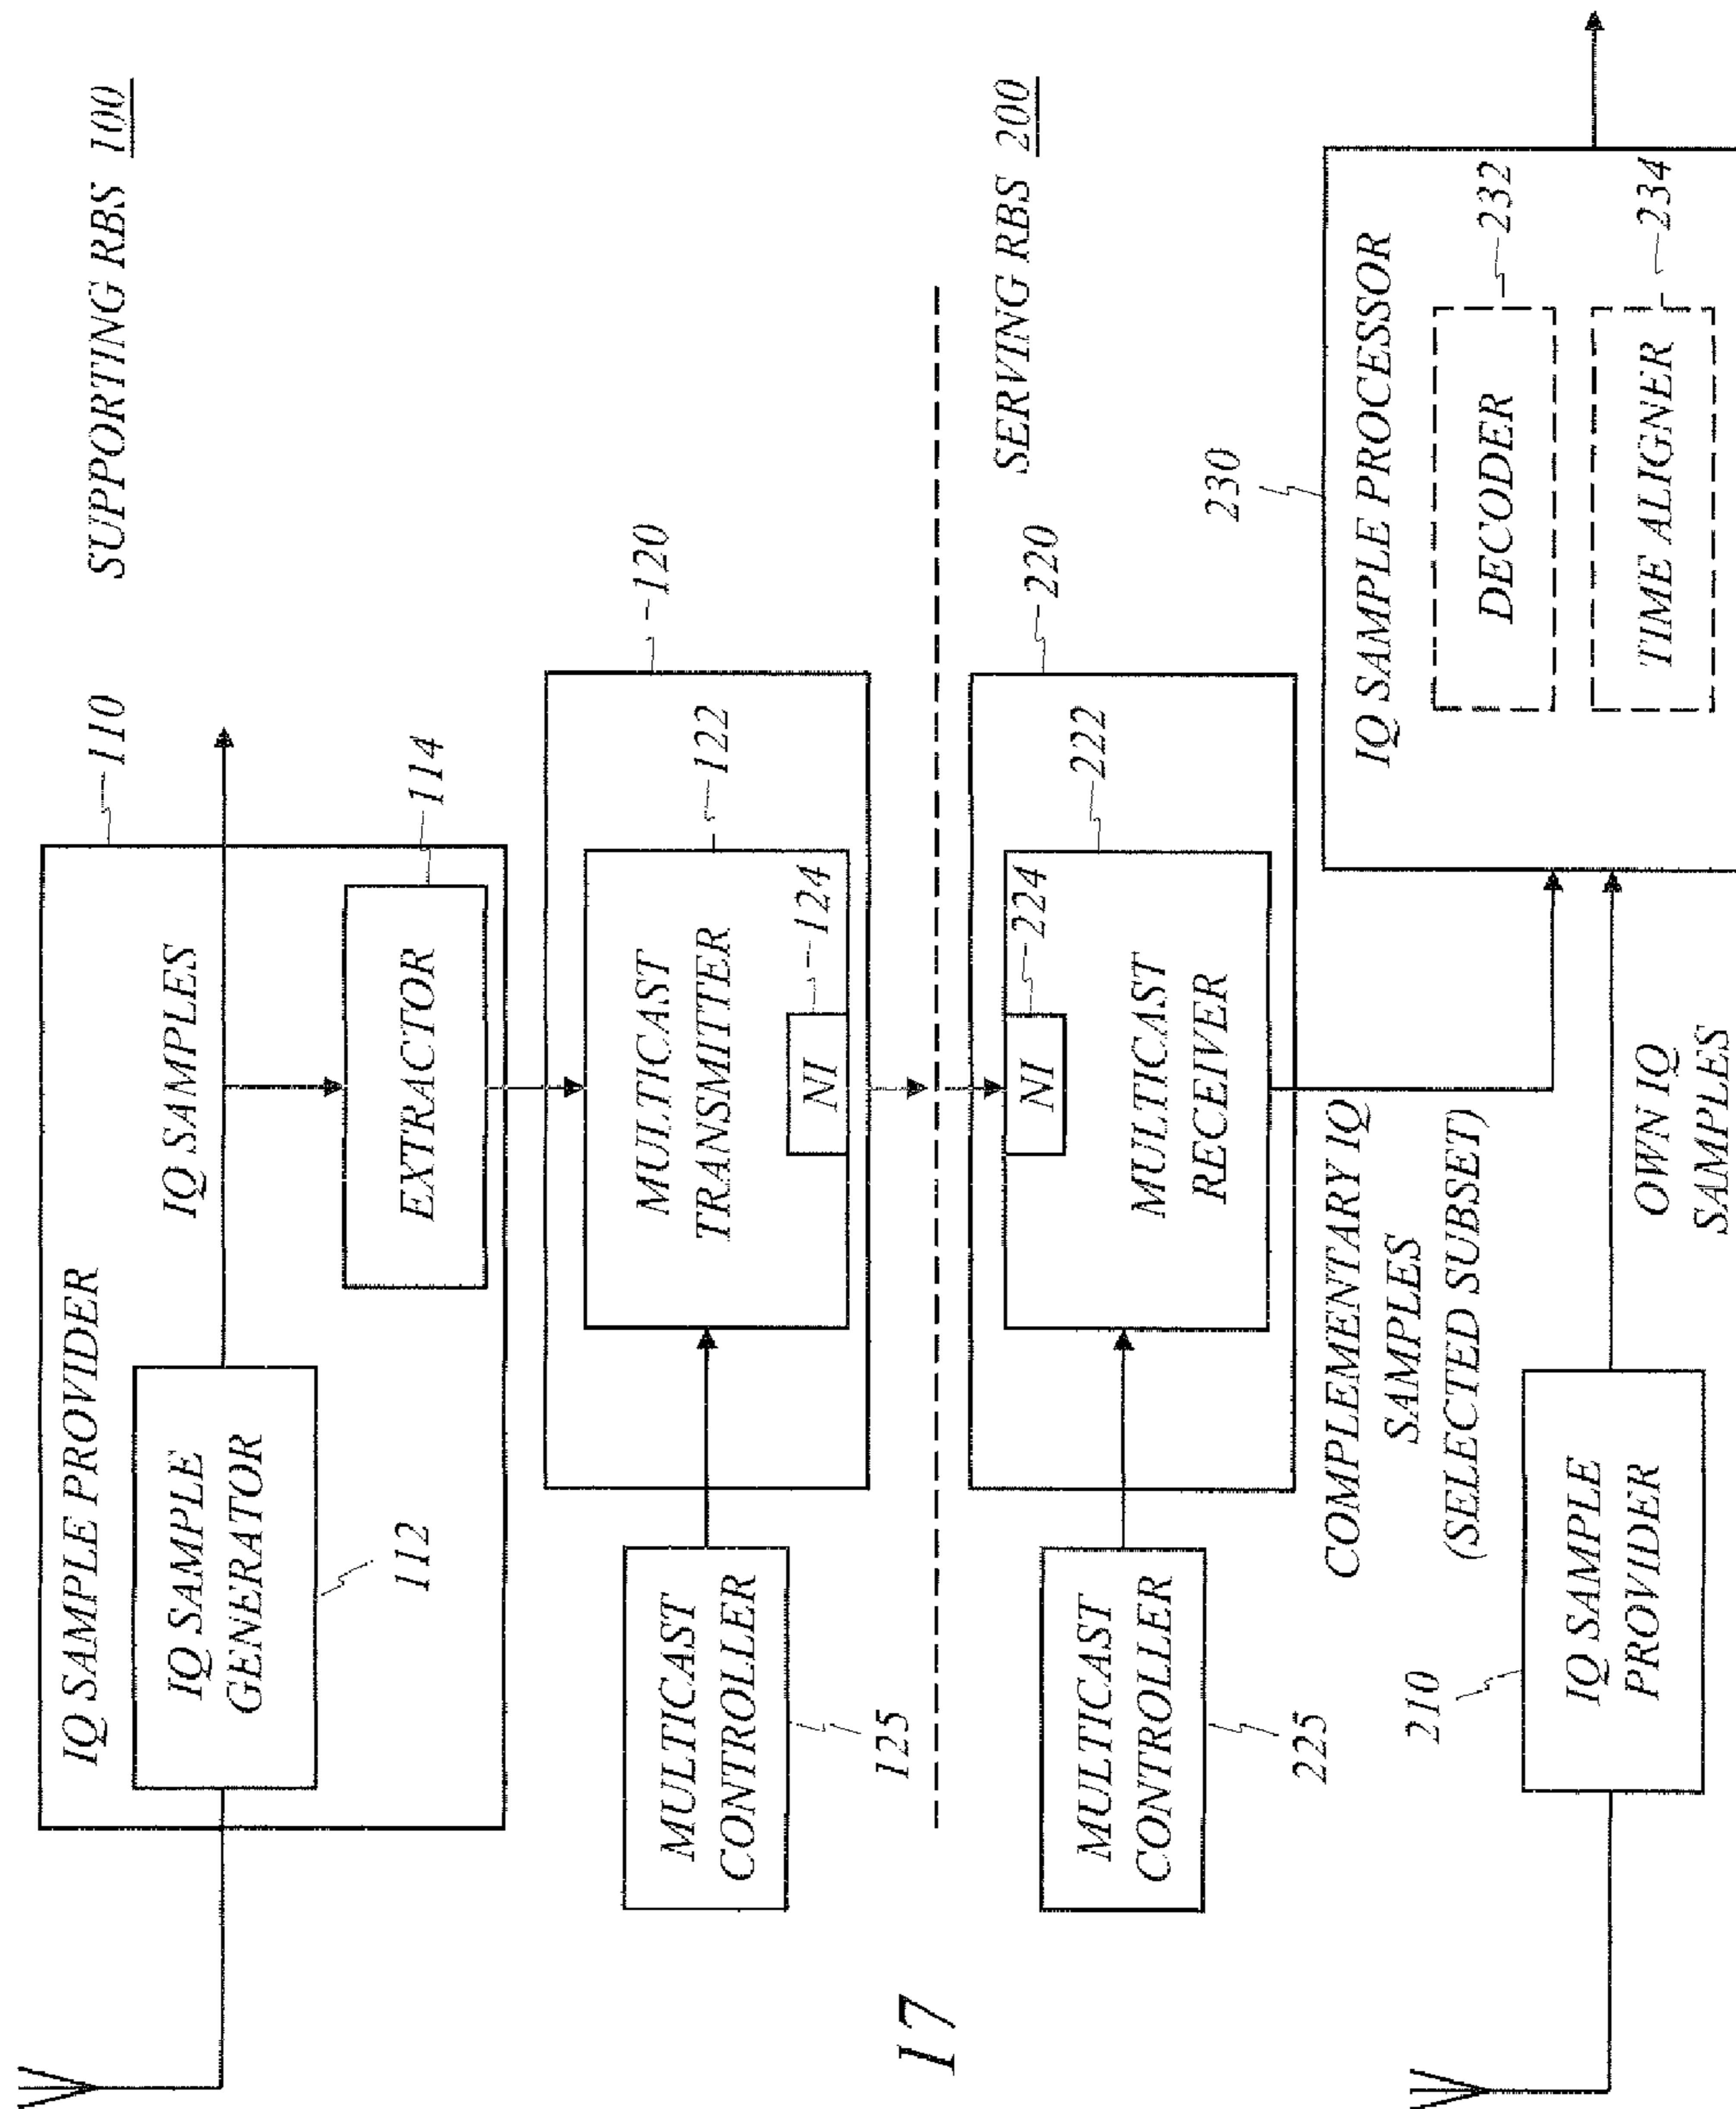 SUPPORTING RBS 100
IQ SAMPLE PROVIDER
110
IQ SAMPLE
GENERATOR
112
IQ SAMPLES
EXTRACTOR
114
120
MULTICAST
CONTROLLER
125
MULTICAST
TRANSMITTER
122
NI
124
SERVING RBS 200
220
MULTICAST
CONTROLLER
225
NI
224
MULTICAST
RECEIVER
222
COMPLEMENTARY IQ
SAMPLES
(SELECTED SUBSET)
230
IQ SAMPLE PROCESSOR
DECODER
232
TIME ALIGNER
234
210
IQ SAMPLE
PROVIDER
OWN IQ
SAMPLES
17